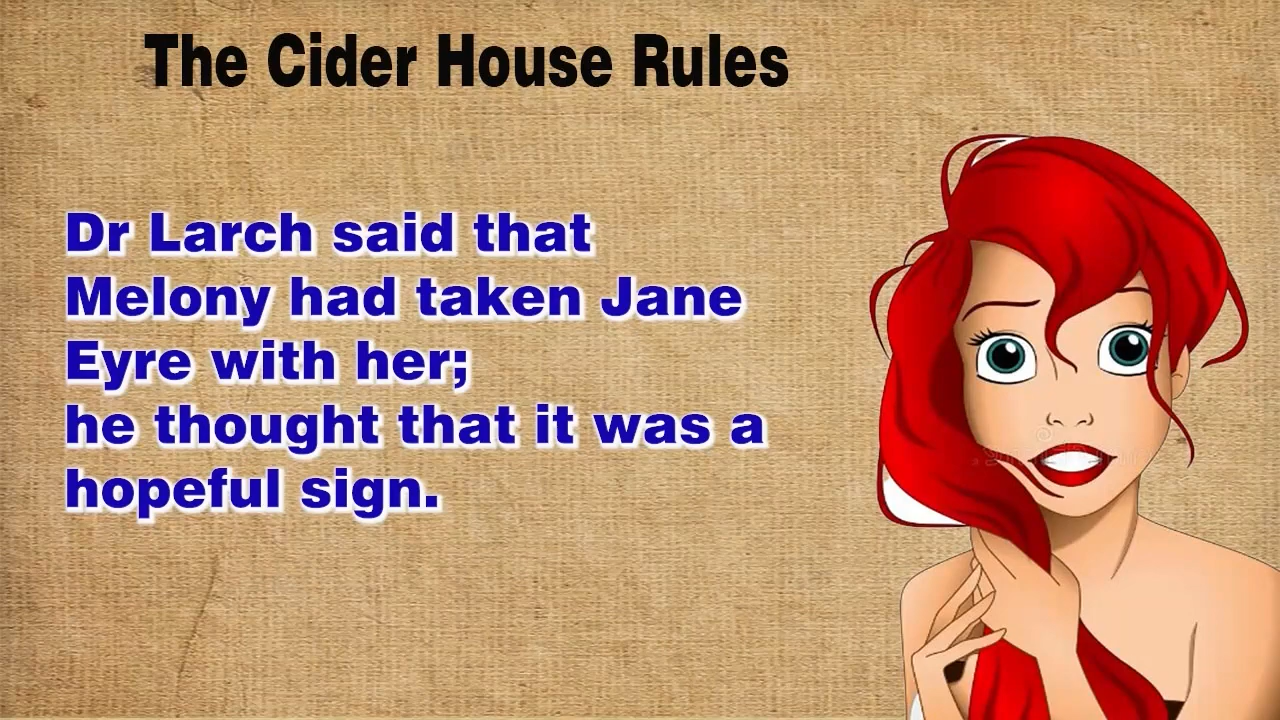 The Cider House Rules
Dr Larch said that
Melony had taken Jane
Eyre with her;
he thought that it was a
hopeful sign.